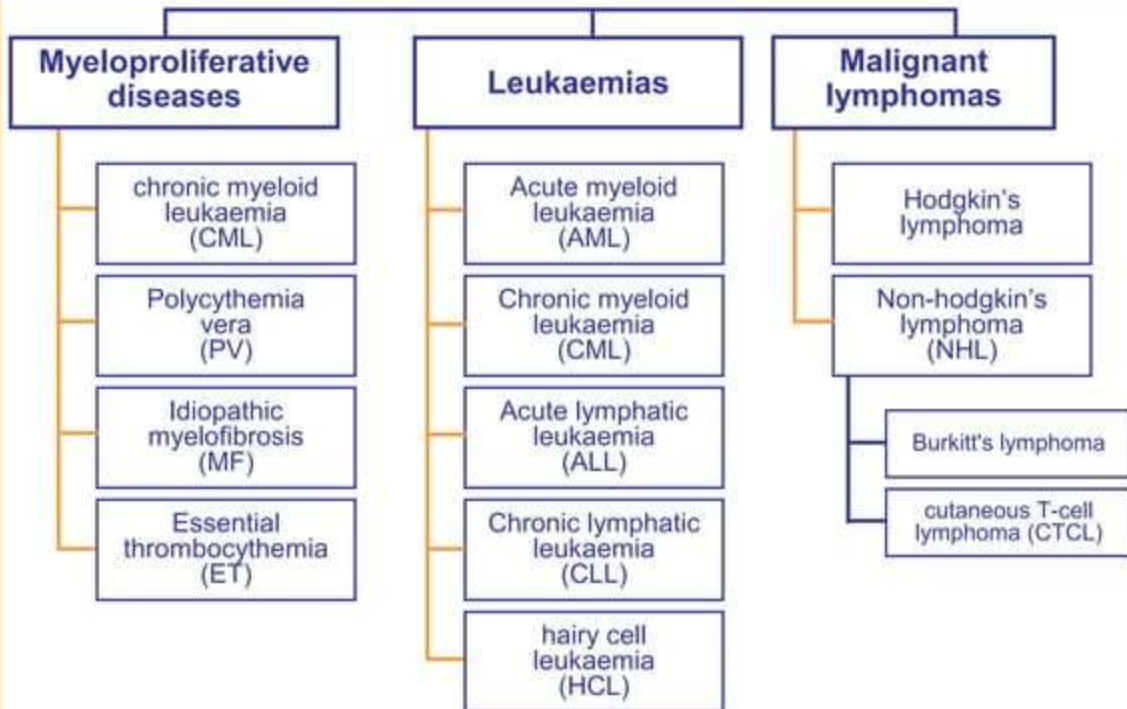 Myeloproliferative
diseases
chronic myeloid
leukaemia
(CML)
Polycythemia
vera
(PV)
Idiopathic
myelofibrosis
(MF)
Essential
thrombocythemia
(ET)
Leukaemias
Acute myeloid
leukaemia
(AML)
Chronic myeloid
leukaemia
(CML)
Acute lymphatic
leukaemia
(ALL)
Chronic lymphatic
leukaemia
(CLL)
hairy cell
leukaemia
(HCL)
Malignant
lymphomas
Hodgkin's
lymphoma
Non-hodgkin's
lymphoma
(NHL)
Burkitt's lymphoma
cutaneous T-cell
lymphoma (CTCL)